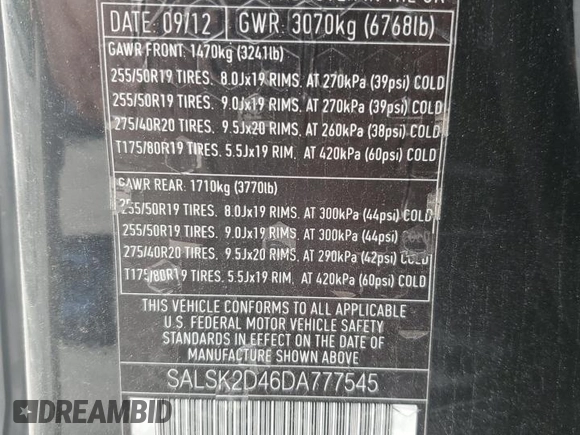 DATE: 09/12 GWR: 3070kg (6768lb)
GAWR FRONT: 1470kg (3241lb)
255/50R19 TIRES. 8.0Jx19 RIMS. AT 270kPa (39psi) COLD
255/50R19 TIRES. 9.0Jx19 RIMS. AT 270kPa (39psi) COLD
275/40R20 TIRES. 9.5Jx20 RIMS. AT 260kPa (38psi) COLD
T175/80R19 TIRES. 5.5Jx19 RIM. AT 420kPa (60psi) COLD
GAWR REAR: 1710kg (3770lb)
255/50R19 TIRES. 8.0Jx19 RIMS. AT 300kPa (44psi) COLD
255/50R19 TIRES. 9.0Jx19 RIMS. AT 300kPa (44psi) COLD
275/40R20 TIRES. 9.5Jx20 RIMS. AT 290kPa (42psi) COLD
T175/80R19 TIRES. 5.5Jx19 RIM. AT 420kPa (60psi) COLD
THIS VEHICLE CONFORMS TO ALL APPLICABLE
U.S. FEDERAL MOTOR VEHICLE SAFETY
STANDARDS IN EFFECT ON THE DATE OF
MANUFACTURE SHOWN ABOVE
SALSK2D46DA777545
DREAMBID